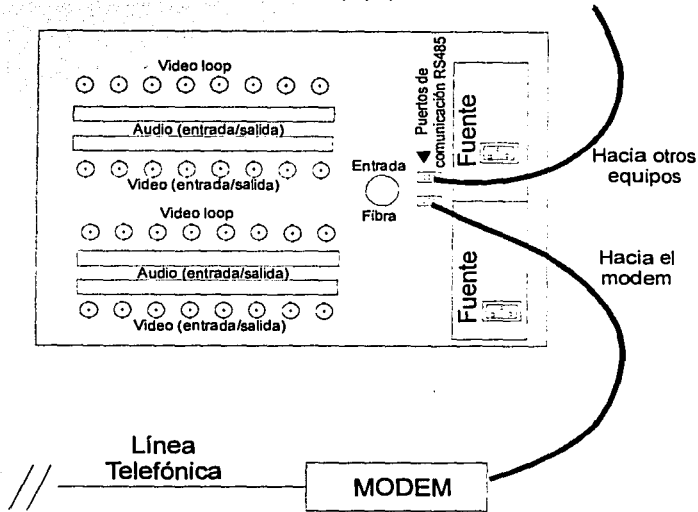 Video loop
Audio (entrada/salida)
Video (entrada/salida)
Video loop
Audio (entrada/salida)
Video (entrada/salida)
Entrada
Fibra
Puertos de
comunicación RS485
Fuente
Fuente
Hacia otros
equipos
Hacia el
modem
Línea
Telefónica
MODEM